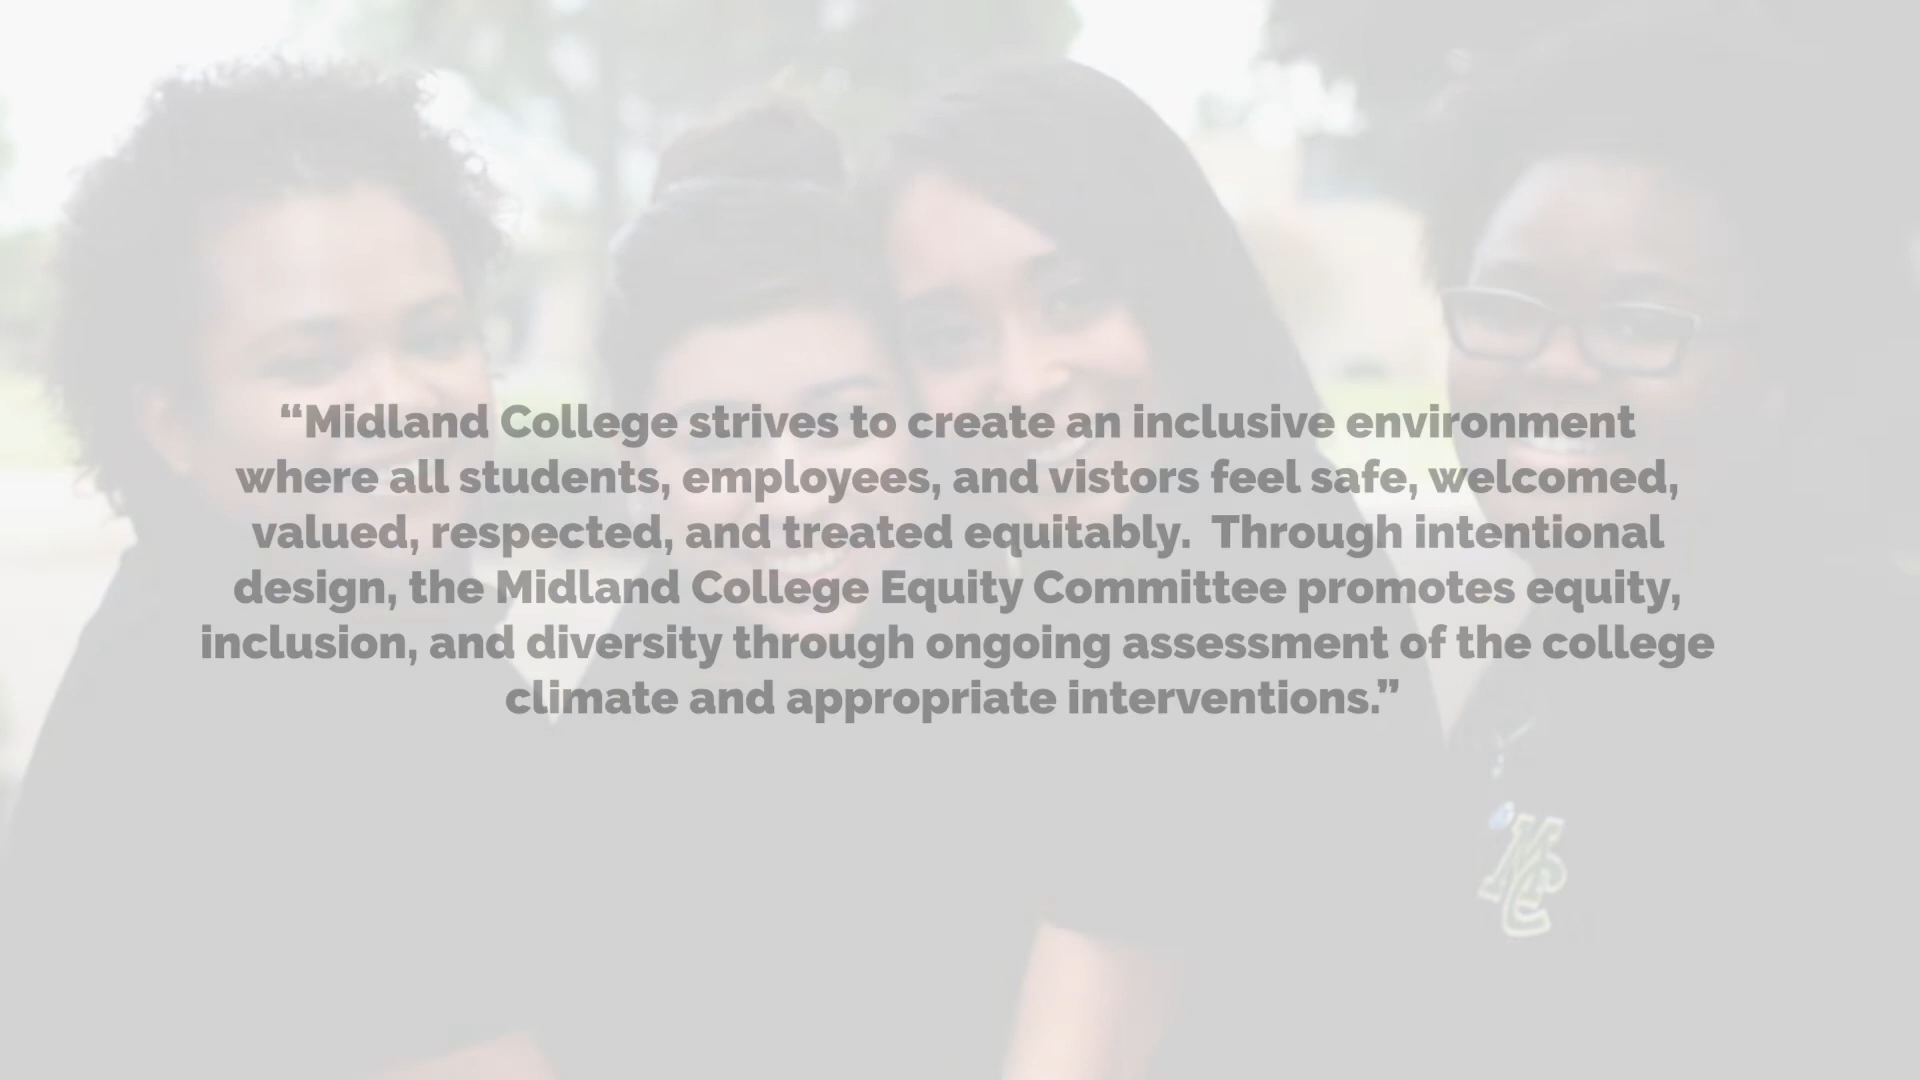 “Midland College strives to create an inclusive environment
where all students, employees, and vistors feel safe, welcomed,
valued, respected, and treated equitably.  Through intentional
design, the Midland College Equity Committee promotes equity,
inclusion, and diversity through ongoing assessment of the college
climate and appropriate interventions.”
MC